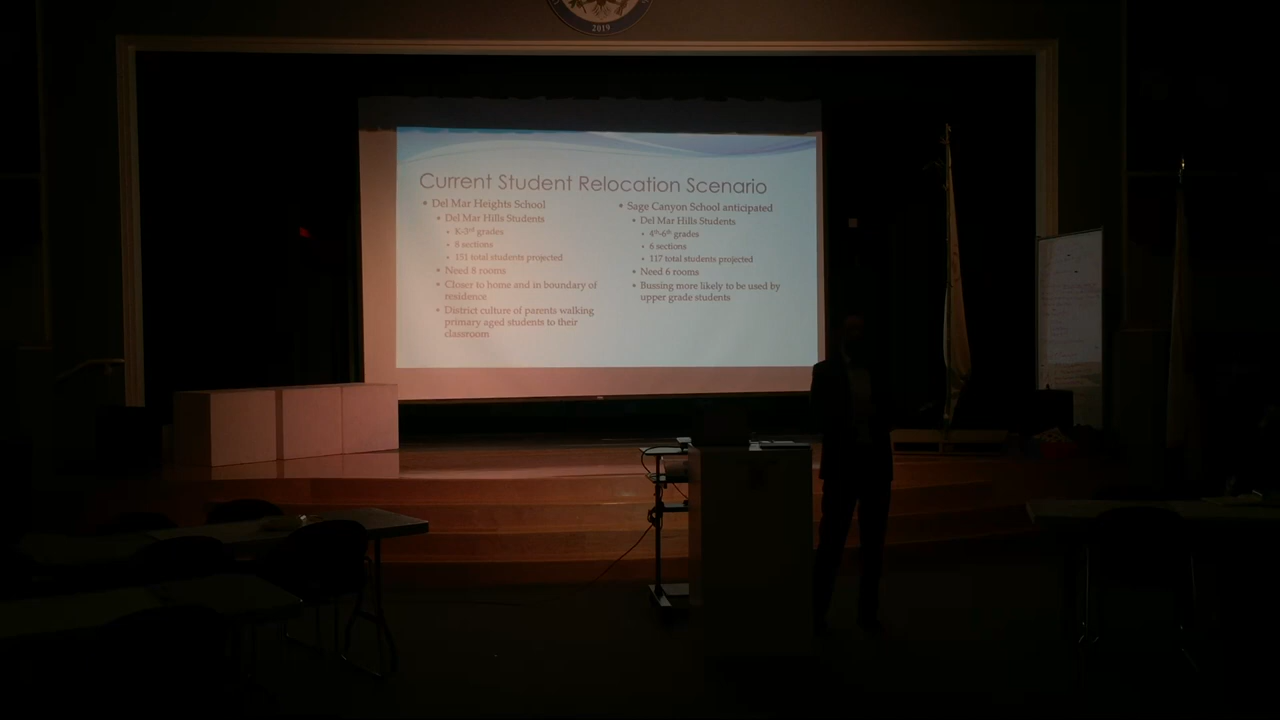 2019
Current Student Relocation Scenario
• Del Mar Heights School
• Del Mar Hills Students
• K-3rd grades
• 8 sections
• 151 total students projected
• Need 8 rooms
• Closer to home and in boundary of
residence
• District culture of parents walking
primary aged students to their
classroom
• Sage Canyon School anticipated
• Del Mar Hills Students
• 4th-6th grades
• 6 sections
• 117 total students projected
• Need 6 rooms
• Bussing more likely to be used by
upper grade students